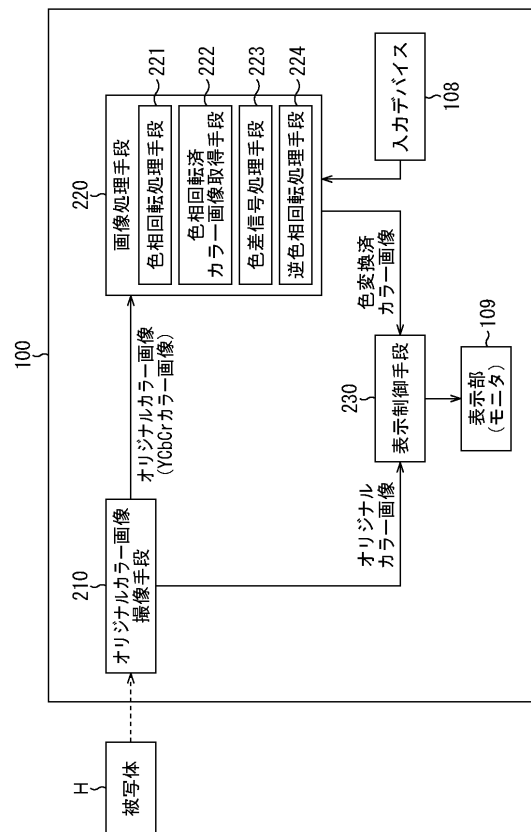 100
H
被写体
210
オリジナルカラー画像
撮像手段
オリジナルカラー画像
(YCbCrカラー画像)
220
画像処理手段
色相回転処理手段
221
色相回転済
カラー画像取得手段
222
色差信号処理手段
223
逆色相回転処理手段
224
オリジナル
カラー画像
230
表示制御手段
色変換済
カラー画像
入力デバイス
108
表示部
(モニタ)
109